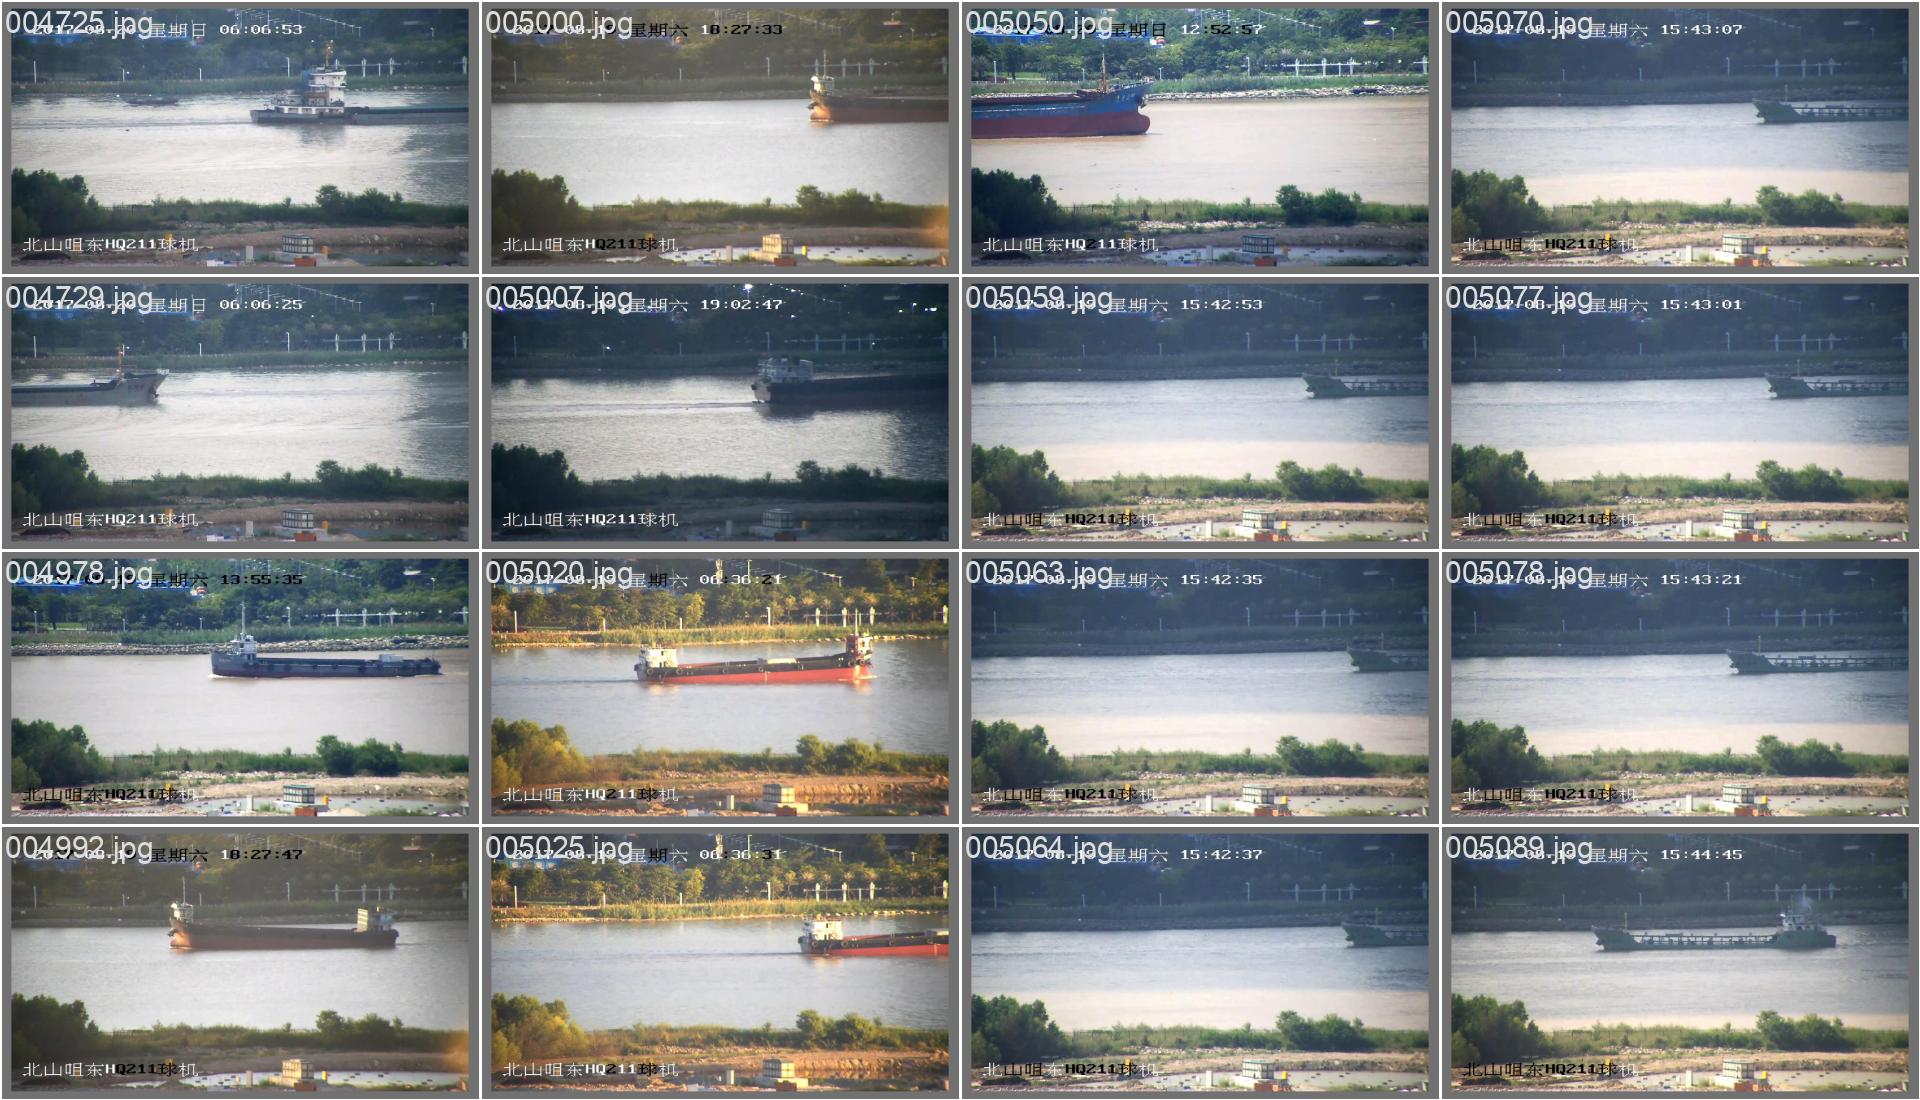 004725.jpg
星期日 06:06:53
北山咀东HQ211球机
005000.jpg
星期六 18:27:33
北山咀东HQ211球机
005050.jpg
星期日 12:52:57
北山咀东HQ211球机
005070.jpg
星期六 15:43:07
北山咀东HQ211球机
004729.jpg
星期日 06:06:25
北山咀东HQ211球机
005007.jpg
星期六 19:02:47
北山咀东HQ211球机
005059.jpg
星期六 15:42:53
北山咀东HQ211球机
005077.jpg
星期六 15:43:01
北山咀东HQ211球机
004978.jpg
星期六 13:55:35
北山咀东HQ211球机
005020.jpg
星期六 06:36:21
北山咀东HQ211球机
005063.jpg
星期六 15:42:35
北山咀东HQ211球机
005078.jpg
星期六 15:43:21
北山咀东HQ211球机
004992.jpg
星期六 18:27:47
北山咀东HQ211球机
005025.jpg
星期六 06:36:31
北山咀东HQ211球机
005064.jpg
星期六 15:42:37
北山咀东HQ211球机
005089.jpg
星期六 15:44:45
北山咀东HQ211球机